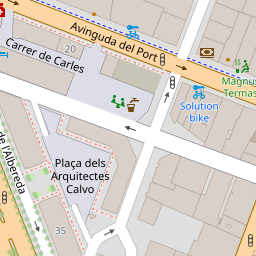 Avinguda del Port
20
Carrer de Carles
Magnus
Termas
Solution
bike
de l'Albereda
Plaça dels
Arquitectes
Calvo
35